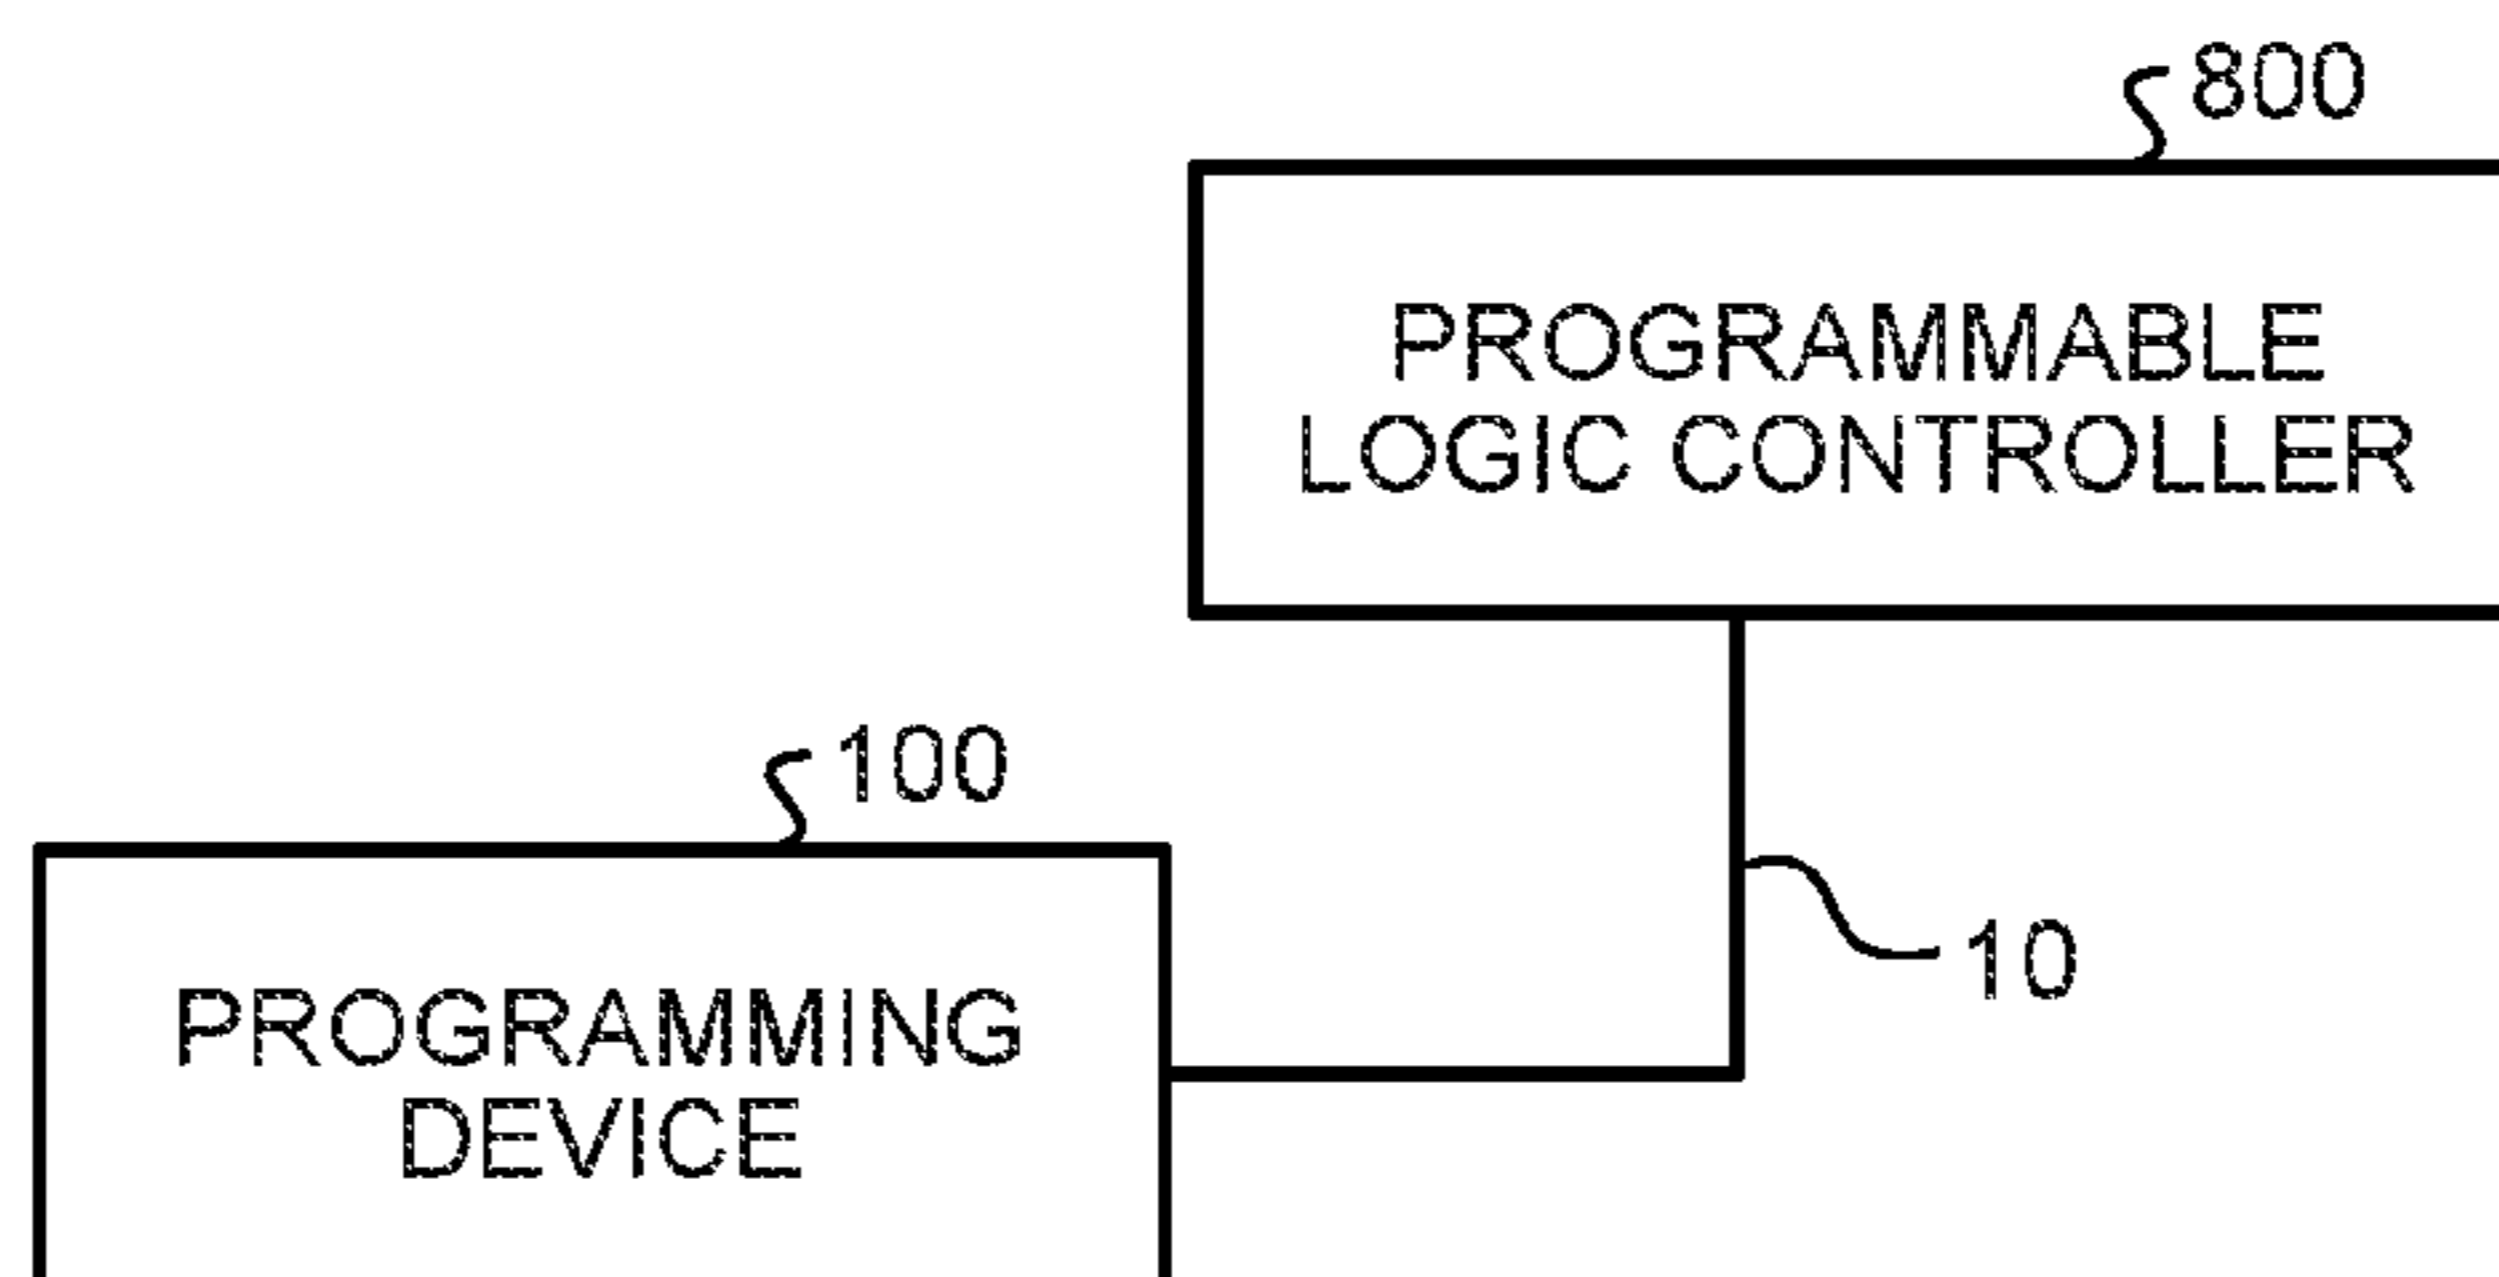 800
PROGRAMMABLE
LOGIC CONTROLLER
100
10
PROGRAMMING
DEVICE